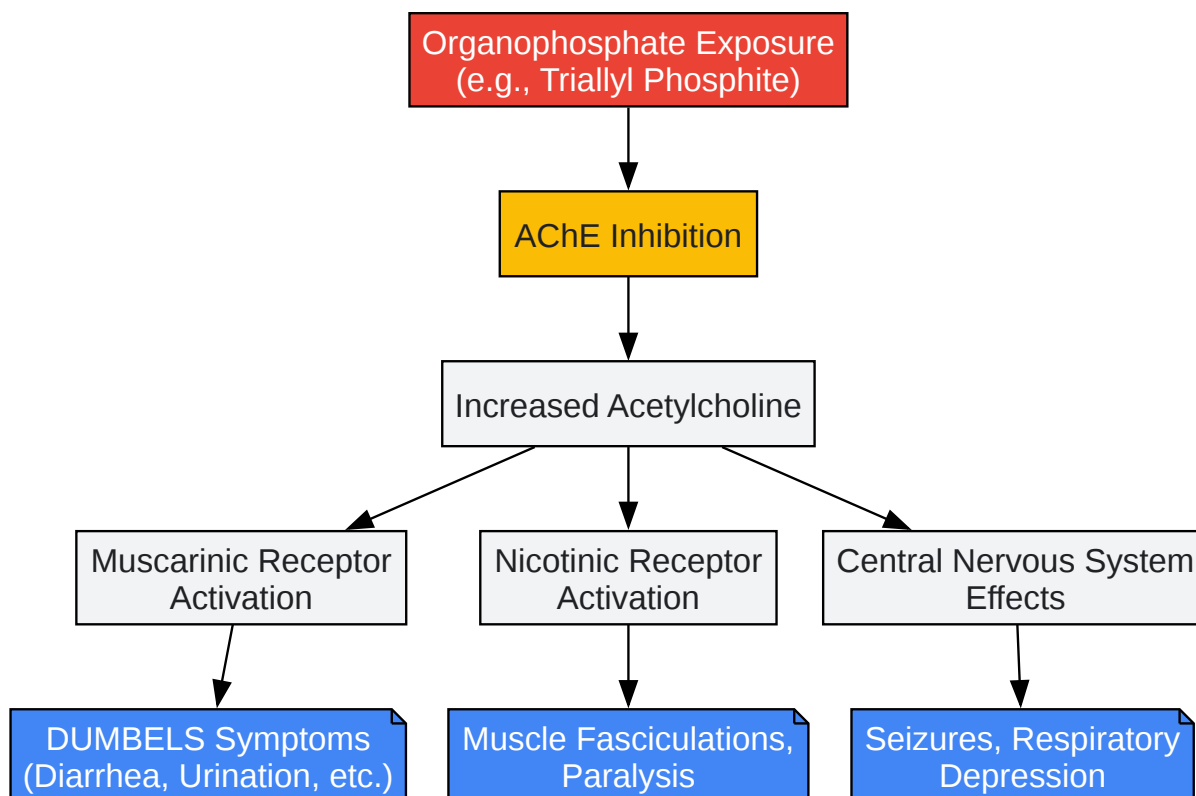 Organophosphate Exposure
(e.g., Triallyl Phosphite)
AChE Inhibition
Increased Acetylcholine
Muscarinic Receptor
Activation
Nicotinic Receptor
Activation
Central Nervous System
Effects
DUMBELS Symptoms
(Diarrhea, Urination, etc.)
Muscle Fasciculations,
Paralysis
Seizures, Respiratory
Depression